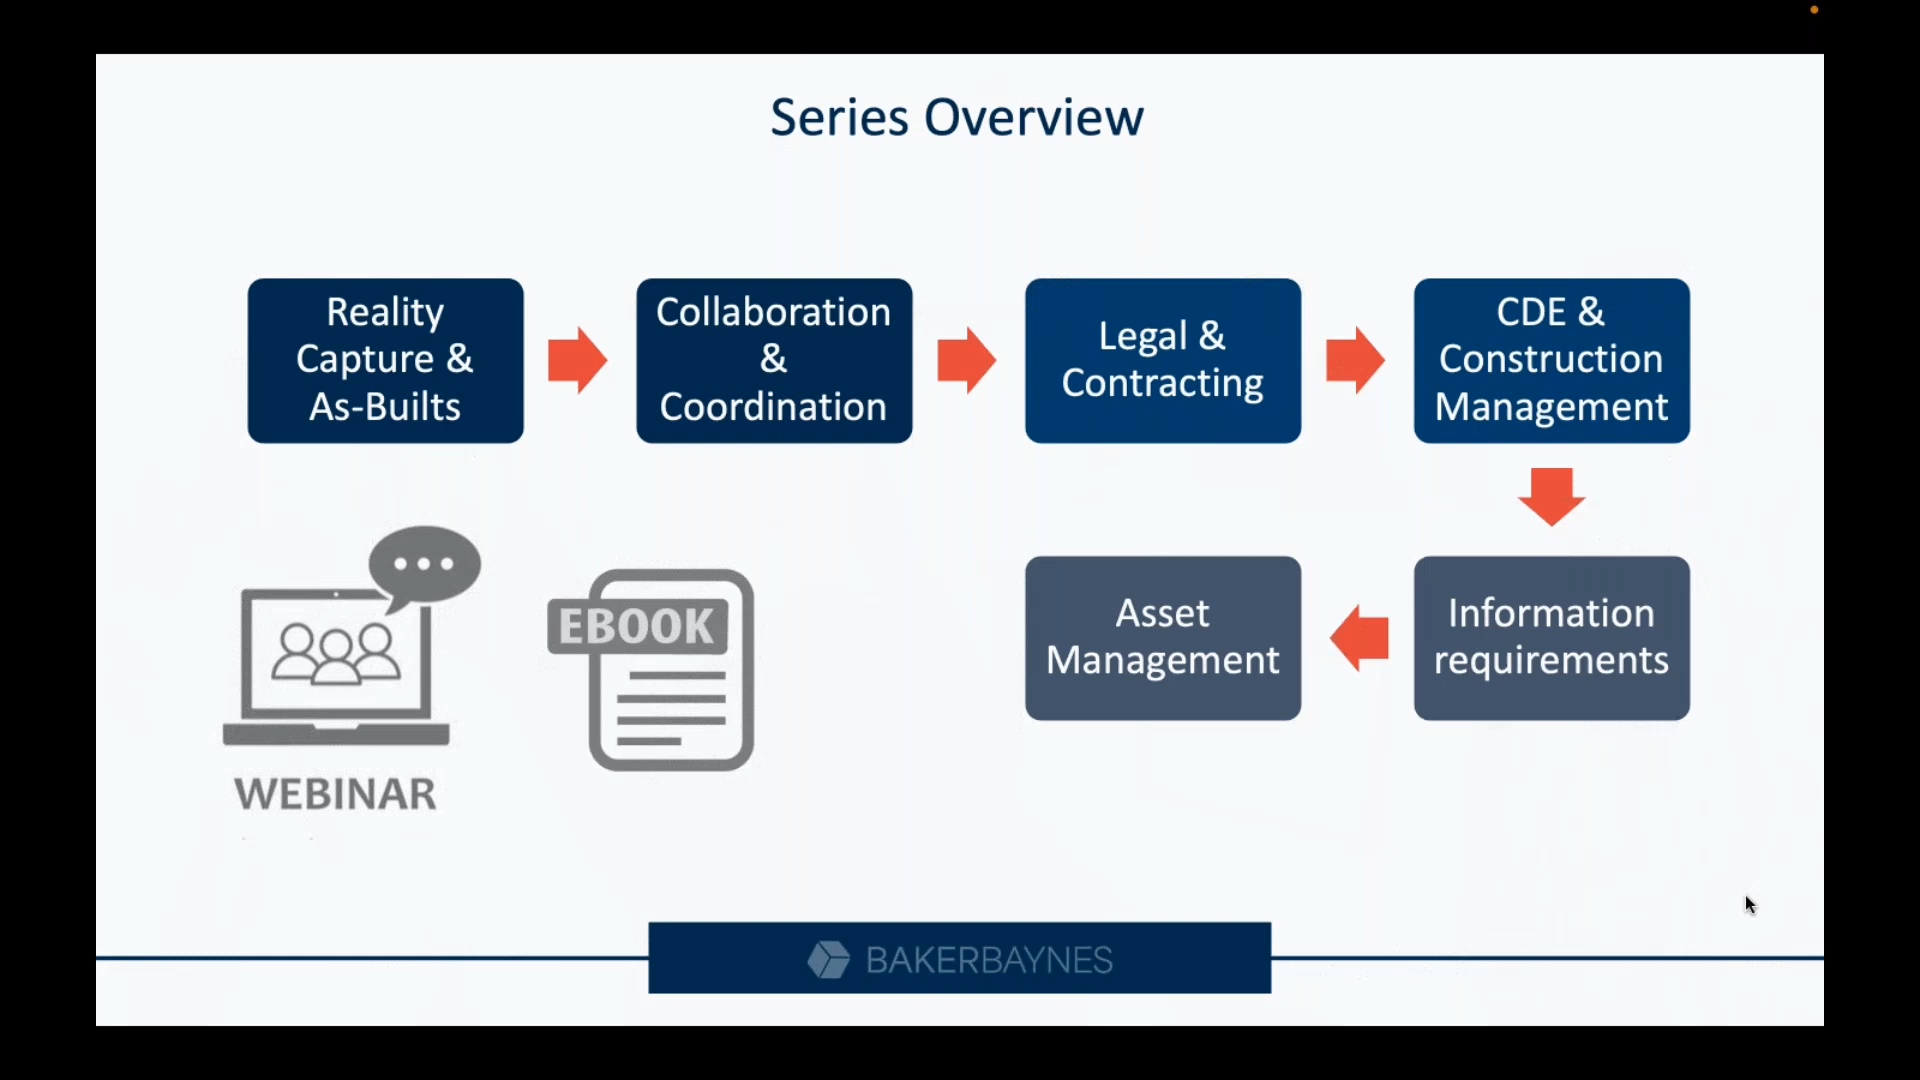 Series Overview
Reality
Capture &
As-Builts
Collaboration
&
Coordination
Legal &
Contracting
CDE &
Construction
Management
Asset
Management
Information
requirements
EBOOK
WEBINAR
BAKERBAYNES